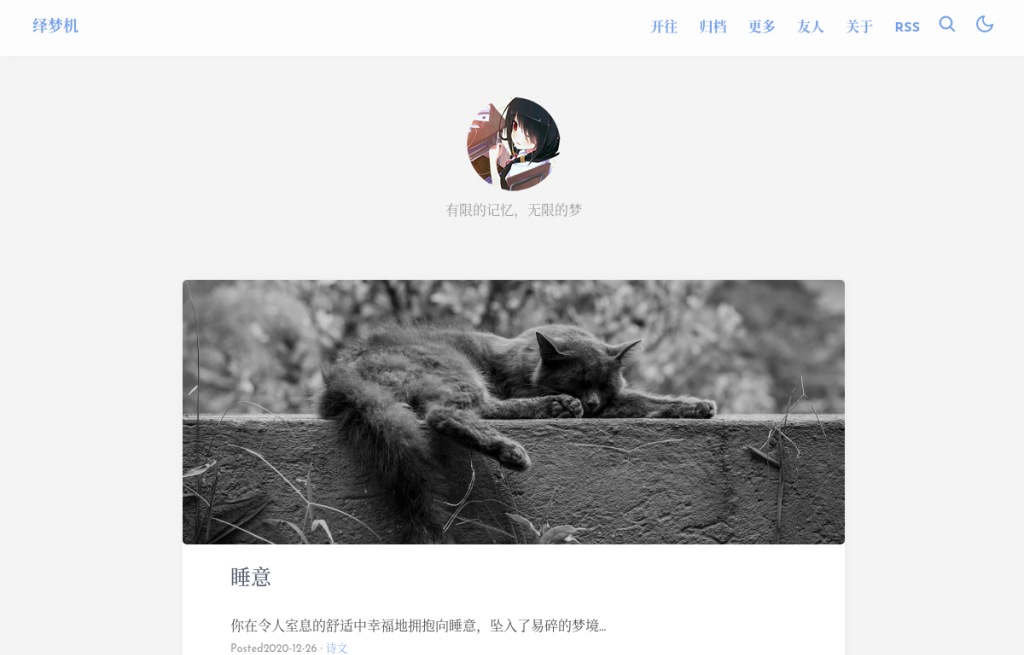 绎梦机
开往 归档 更多 友人 关于 RSS
有限的记忆，无限的梦
睡意
你在令人室息的舒适中幸福地拥抱向睡意，坠入了易碎的梦境...
Posted2020-12-26 · 诗文